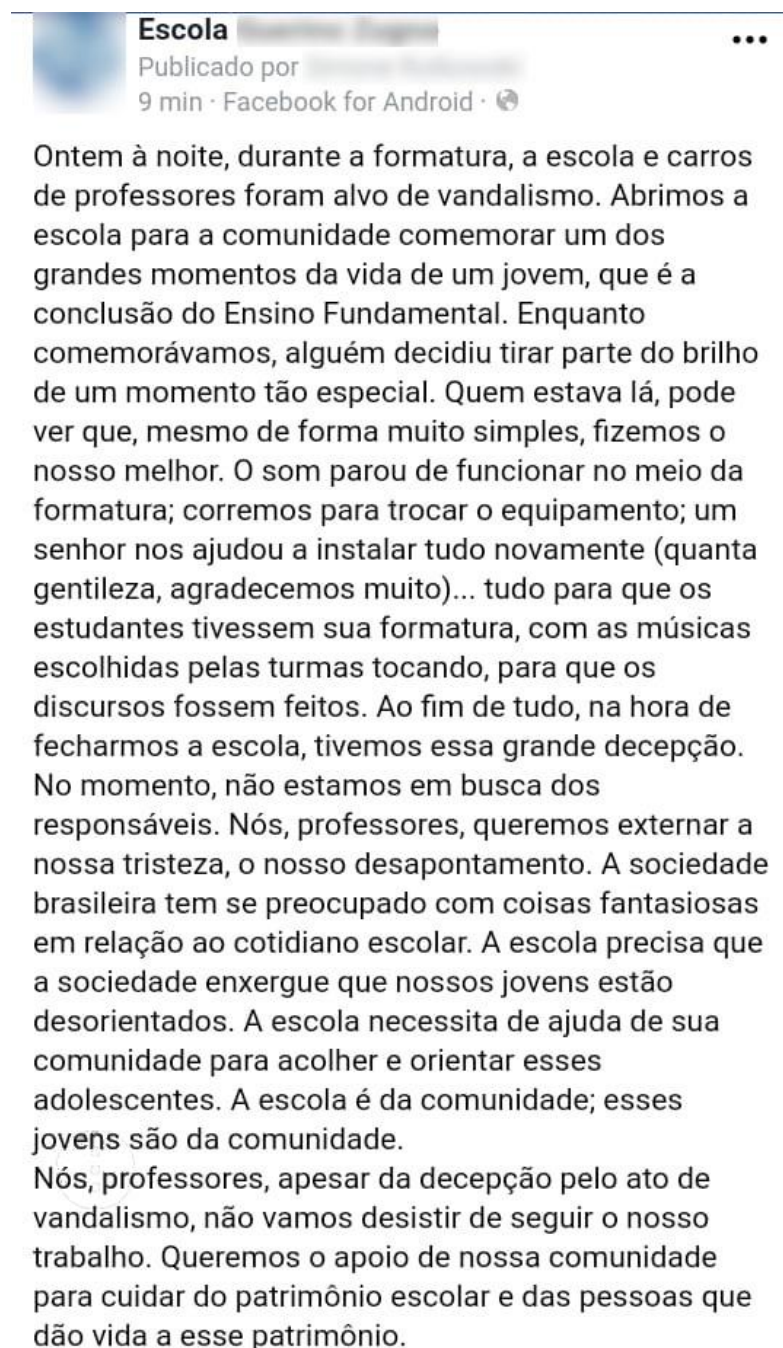 Escola
Publicado por
9 min · Facebook for Android ·
Ontem à noite, durante a formatura, a escola e carros
de professores foram alvo de vandalismo. Abrimos a
escola para a comunidade comemorar um dos
grandes momentos da vida de um jovem, que é a
conclusão do Ensino Fundamental. Enquanto
comemorávamos, alguém decidiu tirar parte do brilho
de um momento tão especial. Quem estava lá, pode
ver que, mesmo de forma muito simples, fizemos o
nosso melhor. O som parou de funcionar no meio da
formatura; corremos para trocar o equipamento; um
senhor nos ajudou a instalar tudo novamente (quanta
gentileza, agradecemos muito)... tudo para que os
estudantes tivessem sua formatura, com as músicas
escolhidas pelas turmas tocando, para que os
discursos fossem feitos. Ao fim de tudo, na hora de
fecharmos a escola, tivemos essa grande decepção.
No momento, não estamos em busca dos
responsáveis. Nós, professores, queremos externar a
nossa tristeza, o nosso desapontamento. A sociedade
brasileira tem se preocupado com coisas fantasiosas
em relação ao cotidiano escolar. A escola precisa que
a sociedade enxergue que nossos jovens estão
desorientados. A escola necessita de ajuda de sua
comunidade para acolher e orientar esses
adolescentes. A escola é da comunidade; esses
jovens são da comunidade.
Nós, professores, apesar da decepção pelo ato de
vandalismo, não vamos desistir de seguir o nosso
trabalho. Queremos o apoio de nossa comunidade
para cuidar do patrimônio escolar e das pessoas que
dão vida a esse patrimônio.